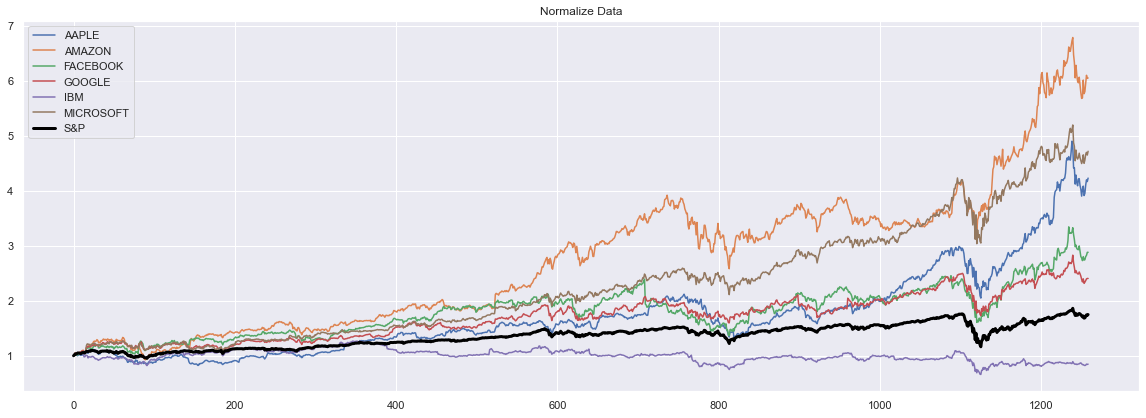 Normalize Data
7
6
5
4
3
2
1
AAPLE
AMAZON
FACEBOOK
GOOGLE
IBM
MICROSOFT
S&P
0 200 400 600 800 1000 1200